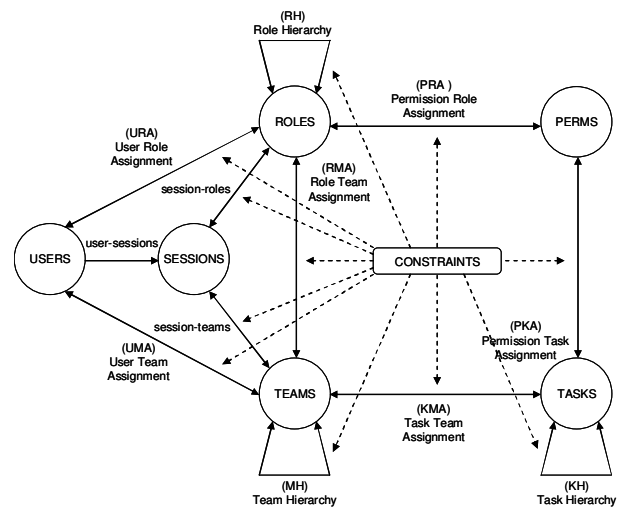 (RH)
Role Hierarchy
(PRA )
Permission Role
Assignment
ROLES
PERMS
(URA)
User Role
Assignment
(RMA)
Role Team
Assignment
session-roles
user-sessions
USERS
SESSIONS
CONSTRAINTS
session-teams
(PKA)
Permission Task
Assignment
(UMA)
User Team
Assignment
TEAMS
TASKS
(KMA)
Task Team
Assignment
(MH)
Team Hierarchy
(KH)
Task Hierarchy